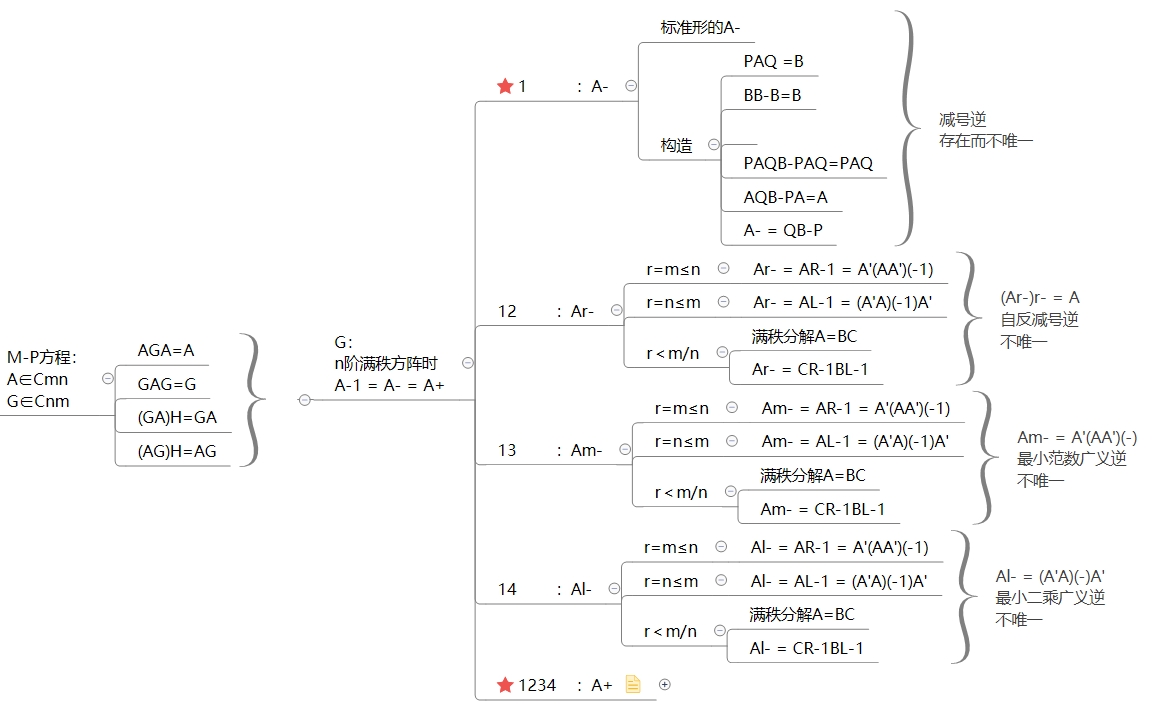 M-P方程：
A∈Cmn
G∈Cnm
AGA=A
GAG=G
(GA)H=GA
(AG)H=AG
G：
n阶满秩方阵时
A-1 = A- = A+
1 ：A-
标准形的A-
构造
PAQ =B
BB-B=B
PAQB-PAQ=PAQ
AQB-PA=A
A- = QB-P
减号逆
存在而不唯一
12 ：Ar-
r=m≤n
Ar- = AR-1 = A'(AA')(-1)
r=n≤m
Ar- = AL-1 = (A'A)(-1)A'
r＜m/n
满秩分解A=BC
Ar- = CR-1BL-1
(Ar-)r- = A
自反减号逆
不唯一
13 ：Am-
r=m≤n
Am- = AR-1 = A'(AA')(-1)
r=n≤m
Am- = AL-1 = (A'A)(-1)A'
r＜m/n
满秩分解A=BC
Am- = CR-1BL-1
Am- = A'(AA')(-)
最小范数广义逆
不唯一
14 ：Al-
r=m≤n
Al- = AR-1 = A'(AA')(-1)
r=n≤m
Al- = AL-1 = (A'A)(-1)A'
r＜m/n
满秩分解A=BC
Al- = CR-1BL-1
Al- = (A'A)(-)A'
最小二乘广义逆
不唯一
1234 ：A+